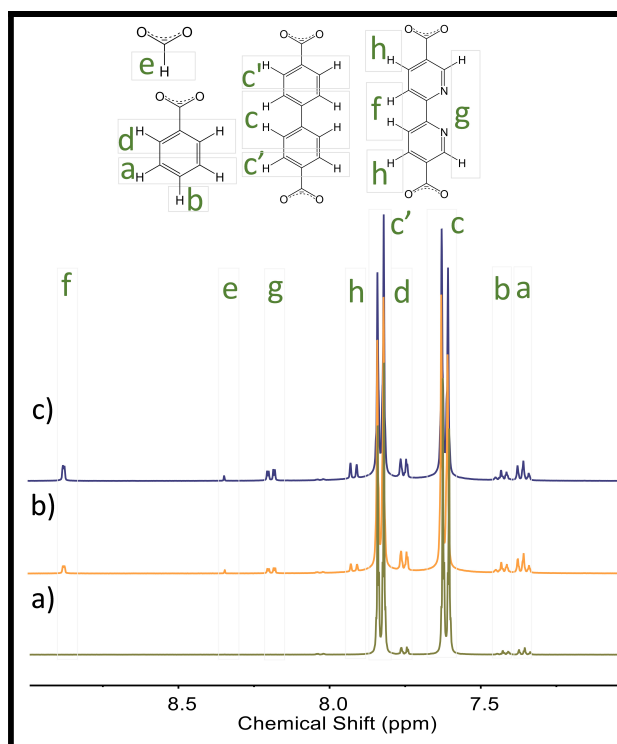 O O
e H
O O
d H H
a H H
H b
O O
c' H H
H H
c
H H
c' H H
O O
O O
h H H
f H N
g
H N
h H H
O O
c' c
f e g h d b a
c)
b)
a)
8.5 8.0 7.5
Chemical Shift (ppm)